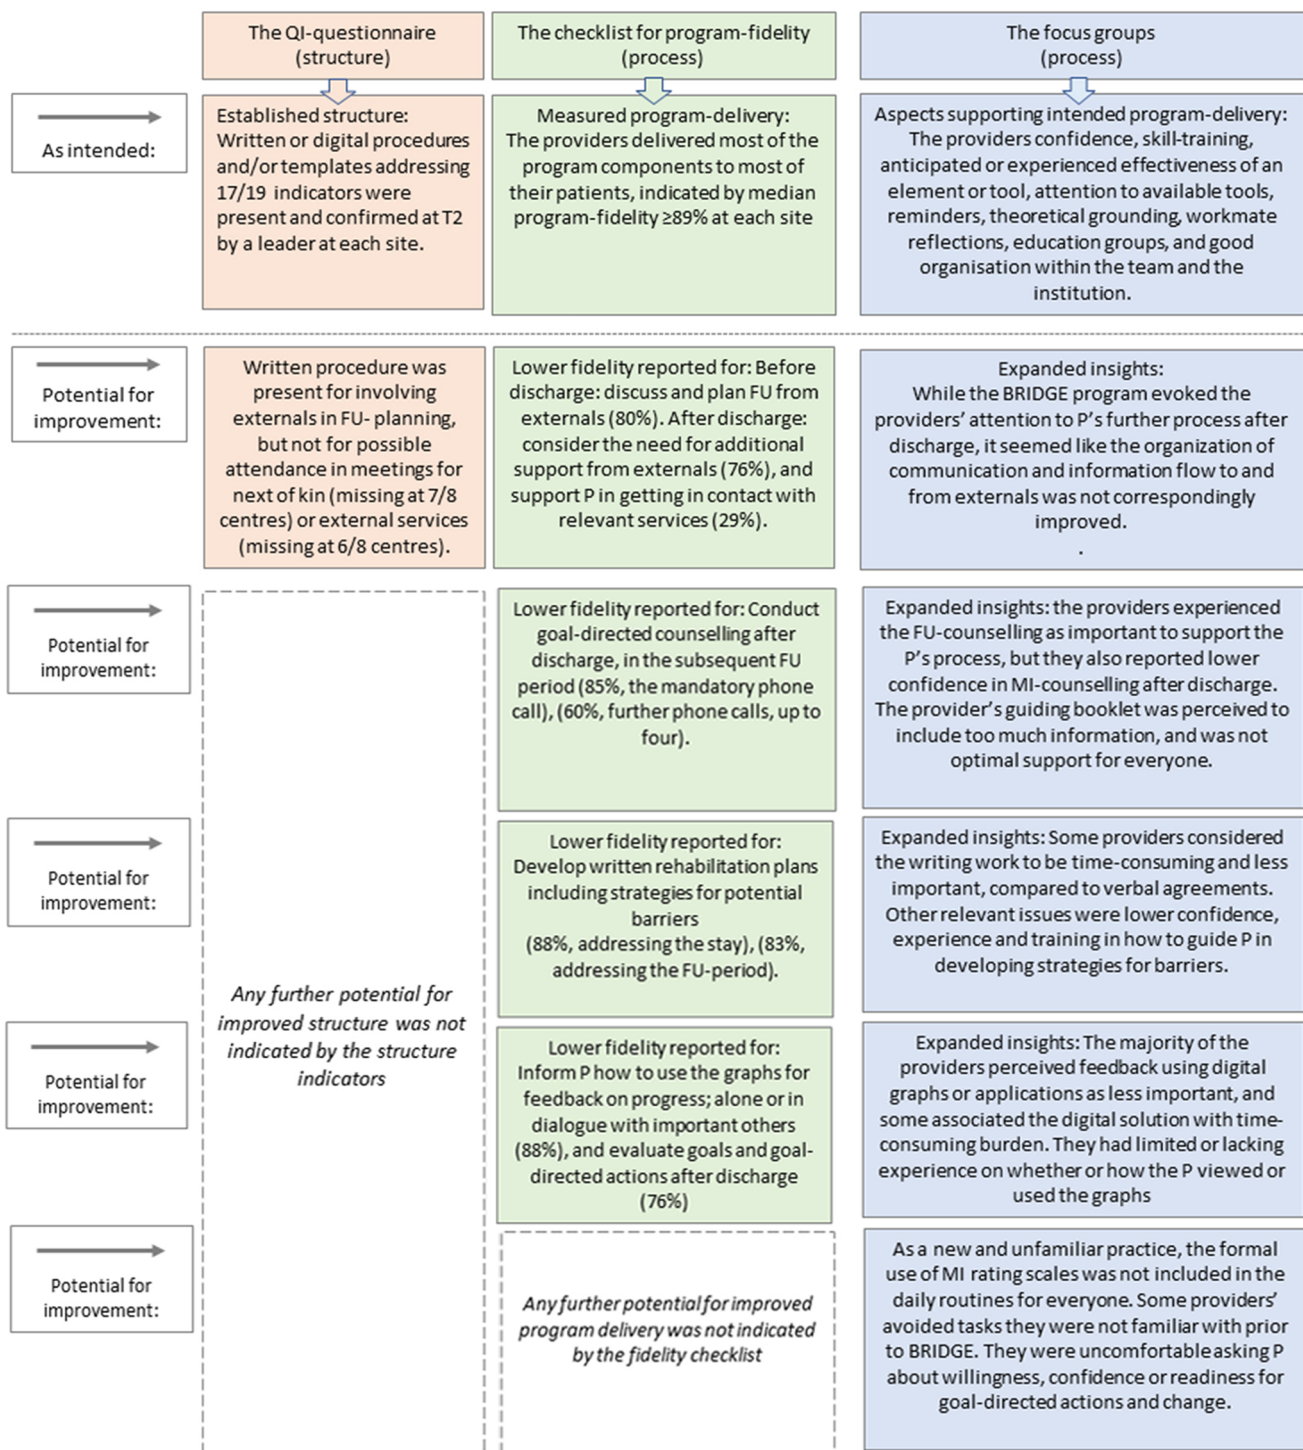 The QI-questionnaire
(structure)
The checklist for program-fidelity
(process)
The focus groups
(process)
As intended:
Established structure:
Written or digital procedures
and/or templates addressing
17/19 indicators were
present and confirmed at T2
by a leader at each site.
Measured program-delivery:
The providers delivered most of the
program components to most of
their patients, indicated by median
program-fidelity ≥89% at each site
Aspects supporting intended program-delivery:
The providers confidence, skill-training,
anticipated or experienced effectiveness of an
element or tool, attention to available tools,
reminders, theoretical grounding, workmate
reflections, education groups, and good
organisation within the team and the
institution.
Potential for
improvement:
Written procedure was
present for involving
externals in FU- planning,
but not for possible
attendance in meetings for
next of kin (missing at 7/8
centres) or external services
(missing at 6/8 centres).
Lower fidelity reported for: Before
discharge: discuss and plan FU from
externals (80%). After discharge:
consider the need for additional
support from externals (76%), and
support P in getting in contact with
relevant services (29%).
Expanded insights:
While the BRIDGE program evoked the
providers' attention to P's further process after
discharge, it seemed like the organization of
communication and information flow to and
from externals was not correspondingly
improved.
.
Potential for
improvement:
Any further potential for
improved structure was not
indicated by the structure
indicators
Lower fidelity reported for: Conduct
goal-directed counselling after
discharge, in the subsequent FU
period (85%, the mandatory phone
call), (60%, further phone calls, up to
four).
Expanded insights: the providers experienced
the FU-counselling as important to support the
P's process, but they also reported lower
confidence in MI-counselling after discharge.
The provider's guiding booklet was perceived to
include too much information, and was not
optimal support for everyone.
Potential for
improvement:
Lower fidelity reported for:
Develop written rehabilitation plans
including strategies for potential
barriers
(88%, addressing the stay), (83%,
addressing the FU-period).
Expanded insights: Some providers considered
the writing work to be time-consuming and less
important, compared to verbal agreements.
Other relevant issues were lower confidence,
experience and training in how to guide P in
developing strategies for barriers.
Potential for
improvement:
Lower fidelity reported for:
Inform P how to use the graphs for
feedback on progress; alone or in
dialogue with important others
(88%), and evaluate goals and goal-
directed actions after discharge
(76%)
Expanded insights: The majority of the
providers perceived feedback using digital
graphs or applications as less important, and
some associated the digital solution with time-
consuming burden. They had limited or lacking
experience on whether or how the P viewed or
used the graphs
Potential for
improvement:
Any further potential for improved
program delivery was not indicated
by the fidelity checklist
As a new and unfamiliar practice, the formal
use of MI rating scales was not included in the
daily routines for everyone. Some providers'
avoided tasks they were not familiar with prior
to BRIDGE. They were uncomfortable asking P
about willingness, confidence or readiness for
goal-directed actions and change.